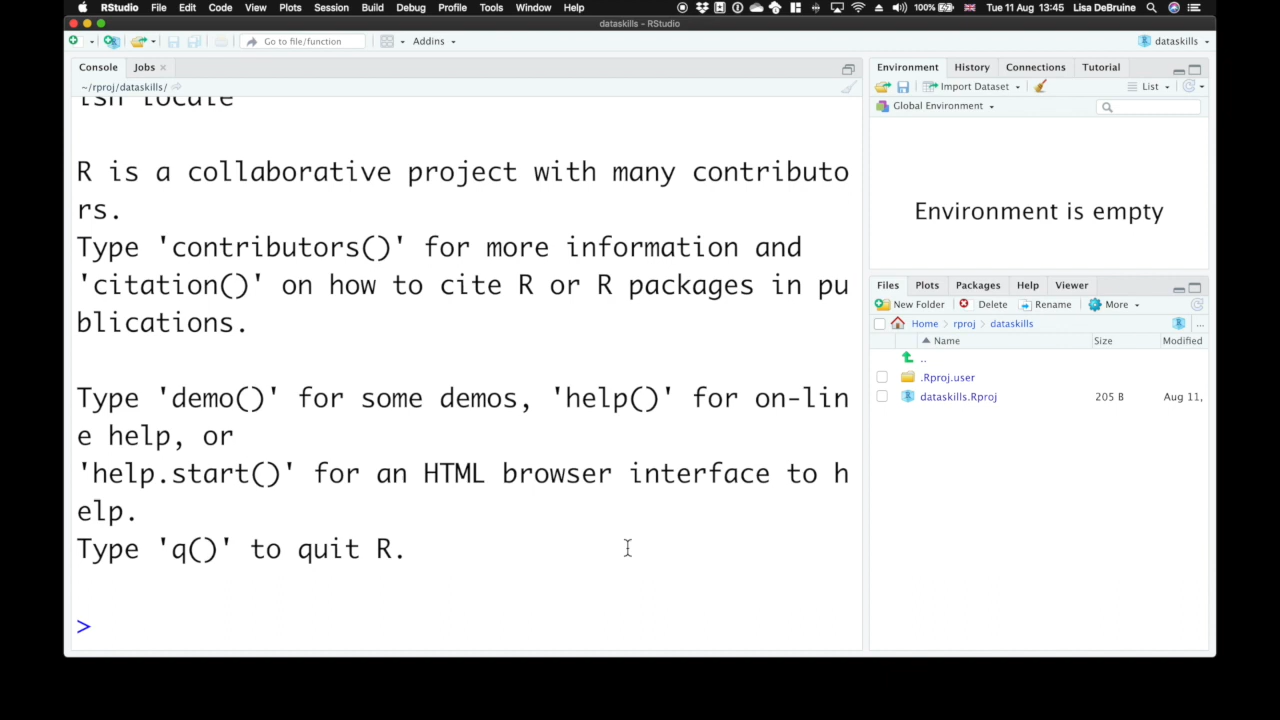 RStudio File Edit Code View Plots Session Build Debug Profile Tools Window Help 100% Tue 11 Aug 13:45 Lisa DeBruine
dataskills - RStudio
Go to file/function Addins dataskills
Console Jobs
~/rproj/dataskills/
ish locale
R is a collaborative project with many contributo
rs.
Type 'contributors()' for more information and
'citation()' on how to cite R or R packages in pu
blications.
Type 'demo()' for some demos, 'help()' for on-lin
e help, or
'help.start()' for an HTML browser interface to h
elp.
Type 'q()' to quit R.
>
Environment History Connections Tutorial
Import Dataset List
Global Environment
Environment is empty
Files Plots Packages Help Viewer
New Folder Delete Rename More
Home rproj dataskills ...
Name Size Modified
..
.Rproj.user
dataskills.Rproj 205 B Aug 11,